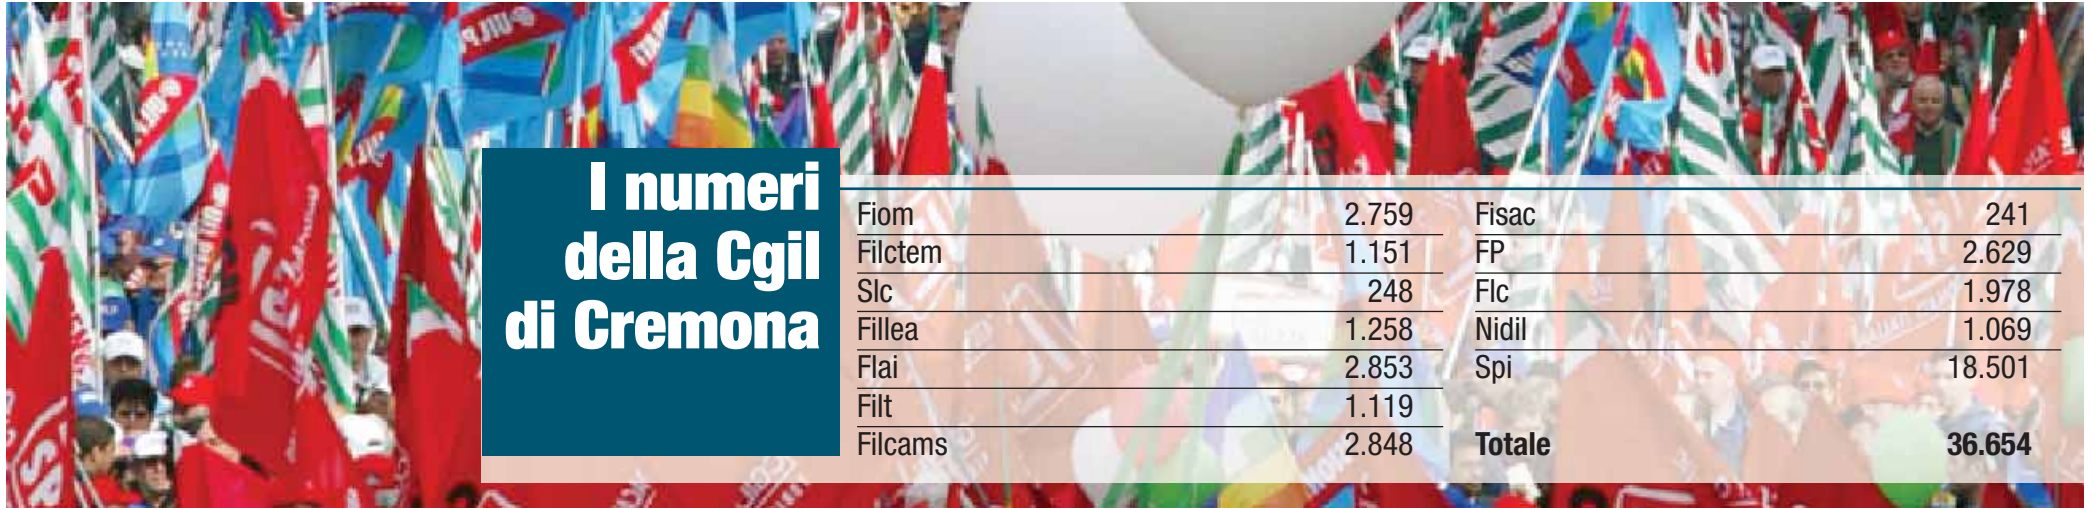 I numeri
della Cgil
di Cremona
Fiom 2.759
Filctem 1.151
Slc 248
Fillea 1.258
Flai 2.853
Filt 1.119
Filcams 2.848
Fisac 241
FP 2.629
Flc 1.978
Nidil 1.069
Spi 18.501
Totale 36.654